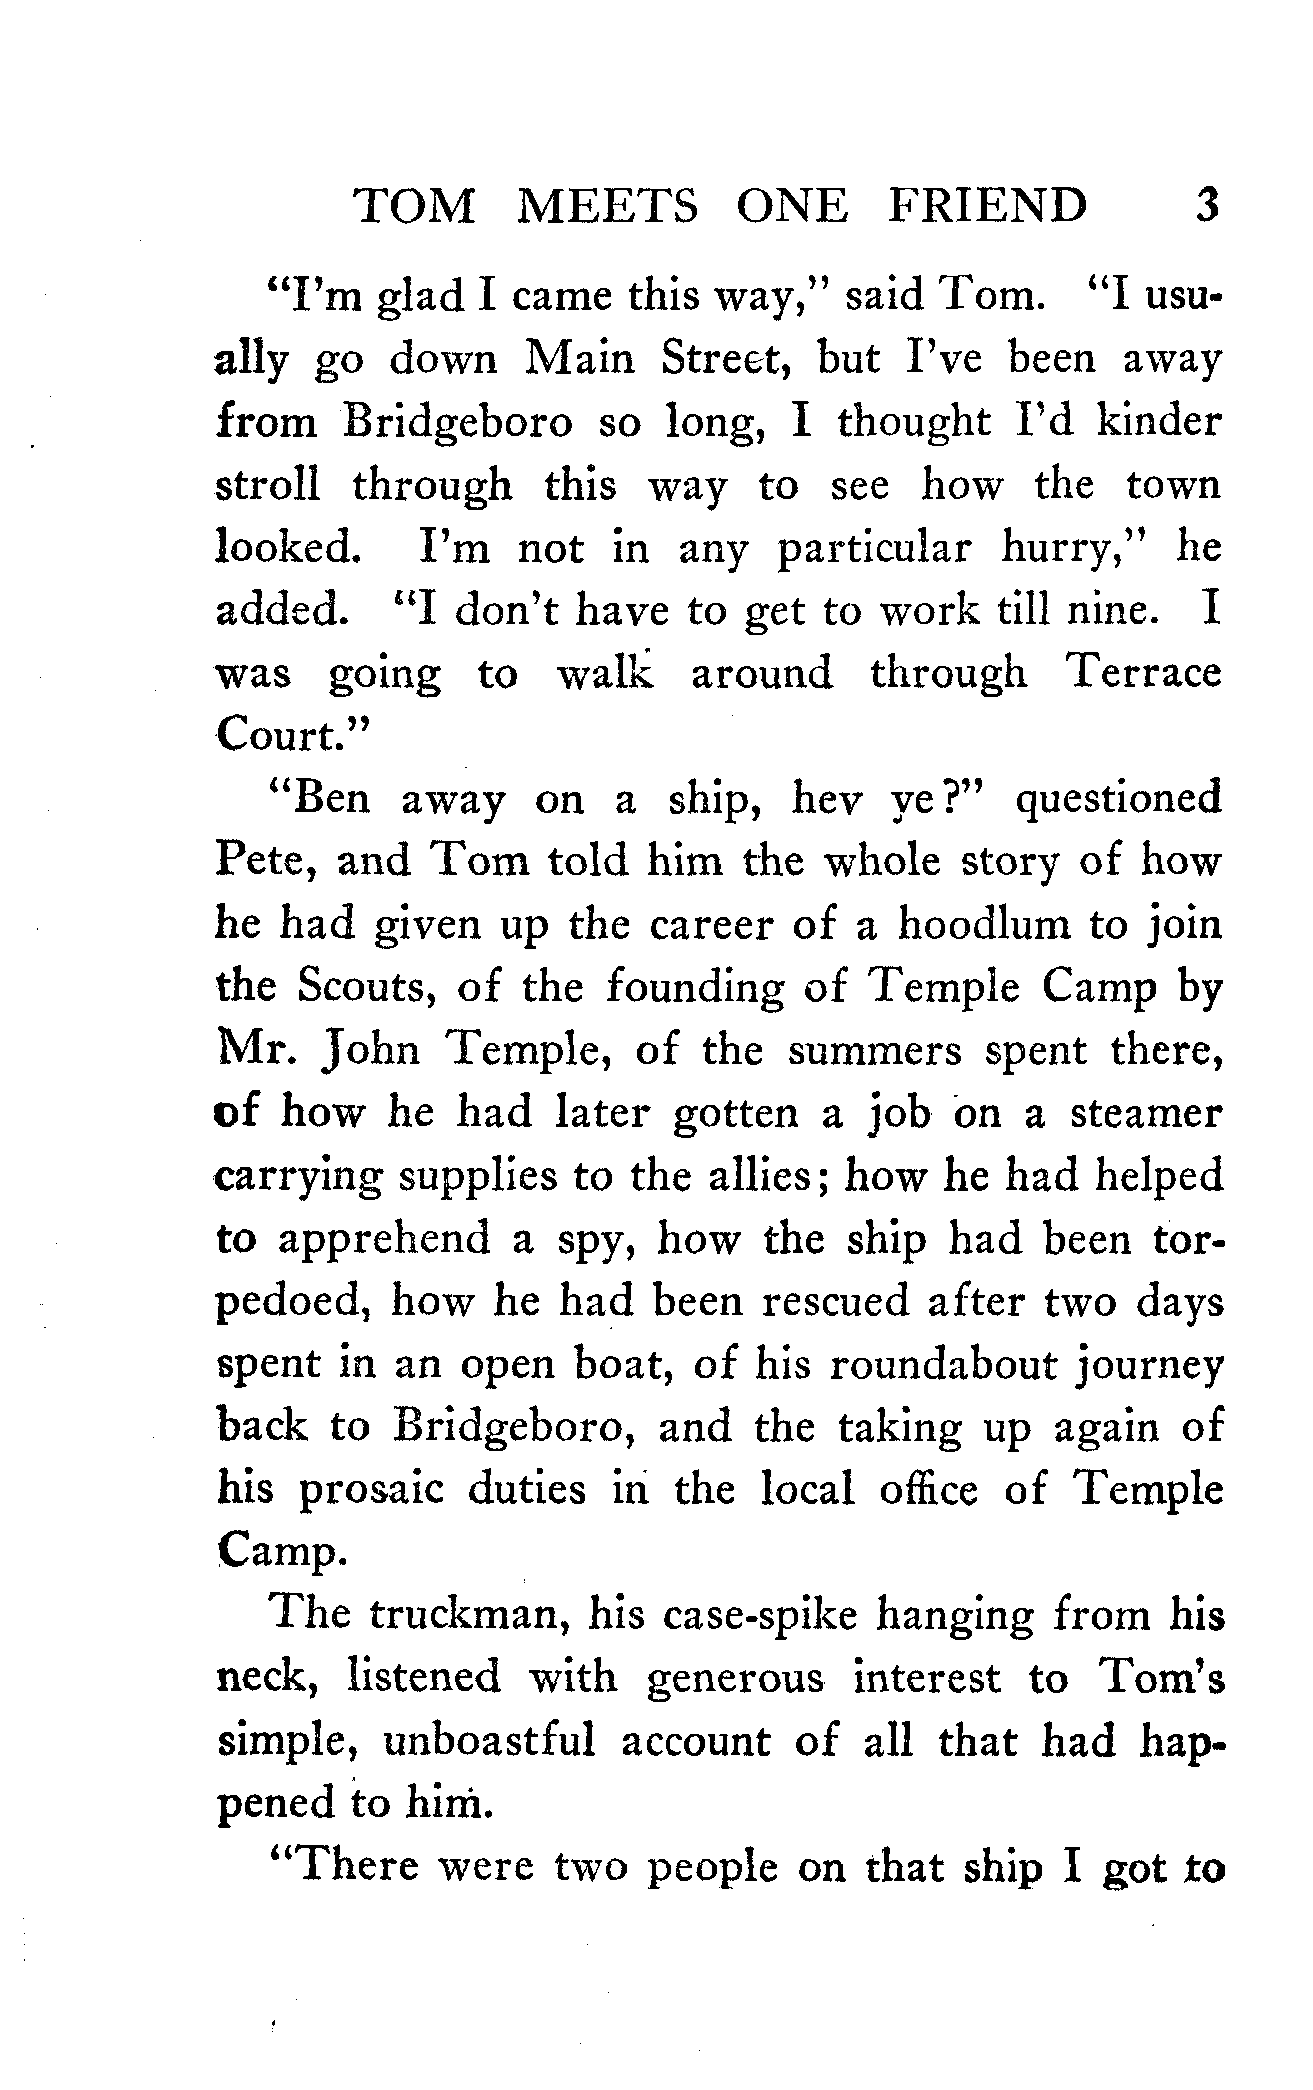 TOM MEETS ONE FRIEND 3
"I'm glad I came this way," said Tom. "I usu-
ally go down Main Street, but I've been away
from Bridgeboro so long, I thought I'd kinder
stroll through this way to see how the town
looked. I'm not in any particular hurry," he
added. "I don't have to get to work till nine. I
was going to walk around through Terrace
Court."
"Ben away on a ship, hev ye?" questioned
Pete, and Tom told him the whole story of how
he had given up the career of a hoodlum to join
the Scouts, of the founding of Temple Camp by
Mr. John Temple, of the summers spent there,
of how he had later gotten a job on a steamer
carrying supplies to the allies; how he had helped
to apprehend a spy, how the ship had been tor-
pedoed, how he had been rescued after two days
spent in an open boat, of his roundabout journey
back to Bridgeboro, and the taking up again of
his prosaic duties in the local office of Temple
Camp.
The truckman, his case-spike hanging from his
neck, listened with generous interest to Tom's
simple, unboastful account of all that had hap-
pened to him.
"There were two people on that ship I got to